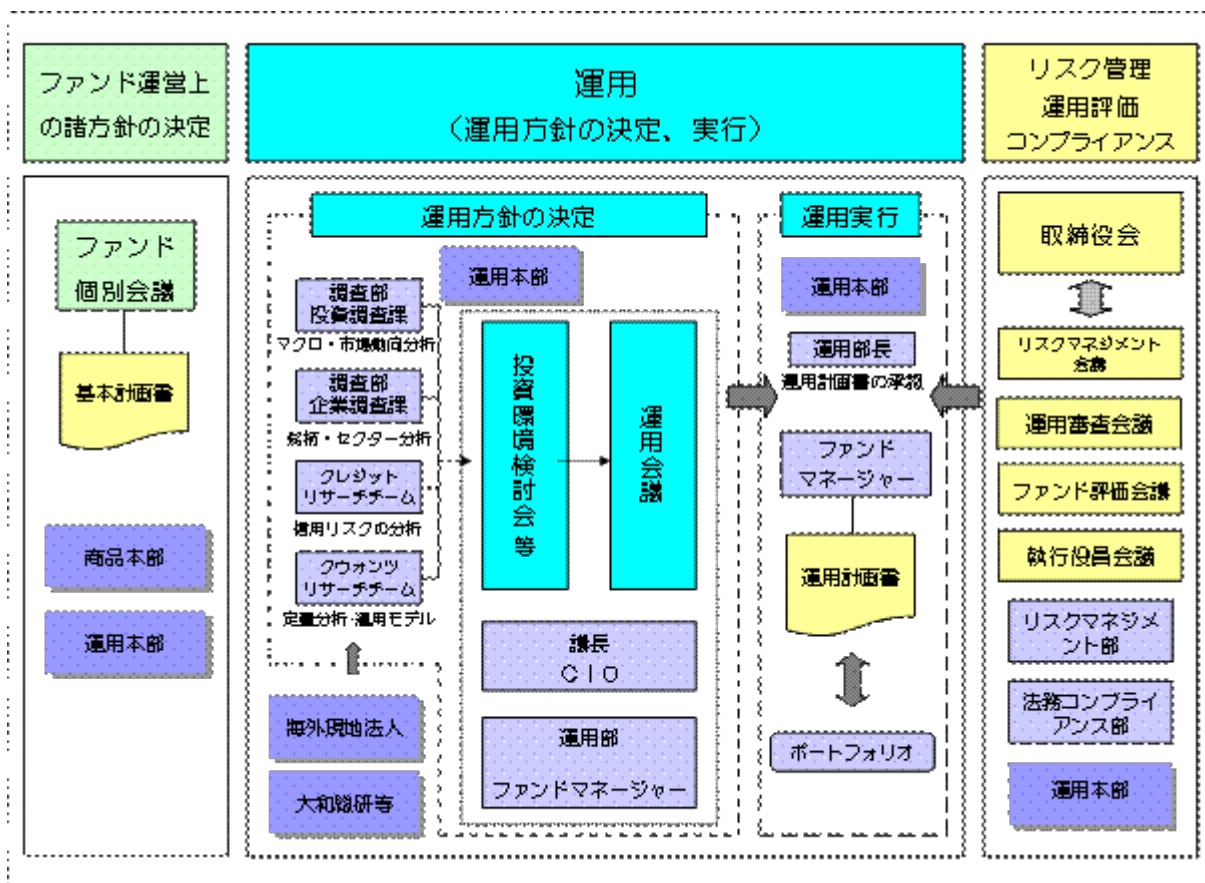 ファンド運営上
の諸方針の決定
運用
（運用方針の決定、実行）
リスク管理
運用評価
コンプライアンス
ファンド
個別会議
基本計画書
商品本部
運用本部
運用方針の決定
運用本部
調査部
投資調査課
マクロ・市場動向分析
調査部
企業調査課
銘柄・セクター分析
クレジット
リサーチチーム
信用リスクの分析
クウォンツ
リサーチチーム
定量分析・運用モデル
海外現地法人
大和総研等
投資環境検討会等
運用会議
議長
ＣＩＯ
運用部
ファンドマネージャー
運用実行
運用本部
運用部長
運用計画書の承認
ファンド
マネージャー
運用計画書
ポートフォリオ
取締役会
リスクマネジメント
会議
運用審査会議
ファンド評価会議
執行役員会議
リスクマネジメ
ント部
法務コンプライ
アンス部
運用本部